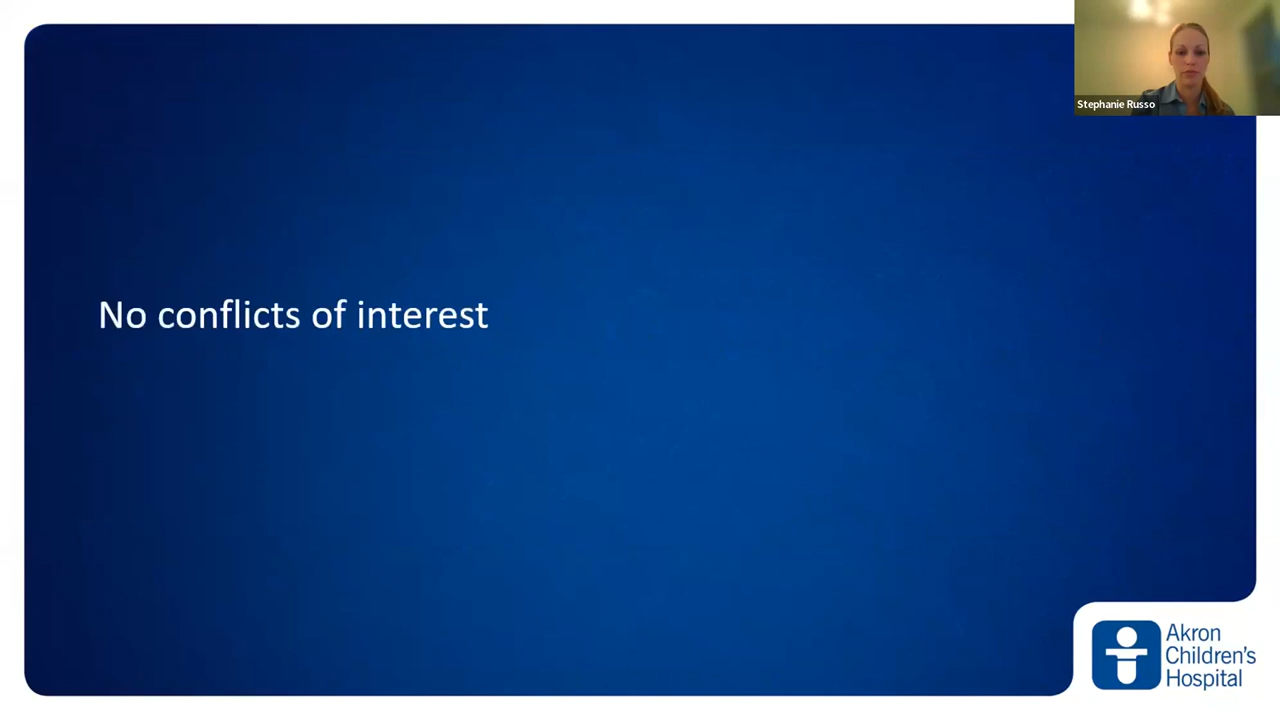 Stephanie Russo
No conflicts of interest
Akron
Children's
Hospital